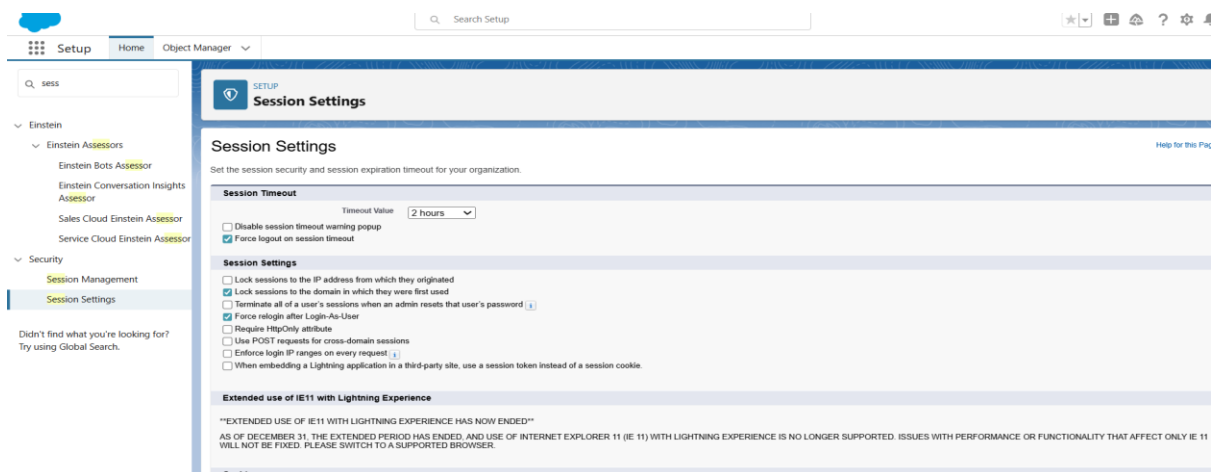 Search Setup
Setup Home Object Manager
sess
SETUP
Session Settings
Einstein
Einstein Assessors
Einstein Bots Assessor
Einstein Conversation Insights
Assessor
Sales Cloud Einstein Assessor
Service Cloud Einstein Assessor
Security
Session Management
Session Settings
Didn't find what you're looking for?
Try using Global Search.
Session Settings
Help for this Pag
Set the session security and session expiration timeout for your organization.
Session Timeout
Timeout Value 2 hours
Disable session timeout warning popup
Force logout on session timeout
Session Settings
Lock sessions to the IP address from which they originated
Lock sessions to the domain in which they were first used
Terminate all of a user's sessions when an admin resets that user's password i
Force relogin after Login-As-User
Require HttpOnly attribute
Use POST requests for cross-domain sessions
Enforce login IP ranges on every request i
When embedding a Lightning application in a third-party site, use a session token instead of a session cookie.
Extended use of IE11 with Lightning Experience
**EXTENDED USE OF IE11 WITH LIGHTNING EXPERIENCE HAS NOW ENDED**
AS OF DECEMBER 31, THE EXTENDED PERIOD HAS ENDED, AND USE OF INTERNET EXPLORER 11 (IE 11) WITH LIGHTNING EXPERIENCE IS NO LONGER SUPPORTED. ISSUES WITH PERFORMANCE OR FUNCTIONALITY THAT AFFECT ONLY IE 11
WILL NOT BE FIXED. PLEASE SWITCH TO A SUPPORTED BROWSER.